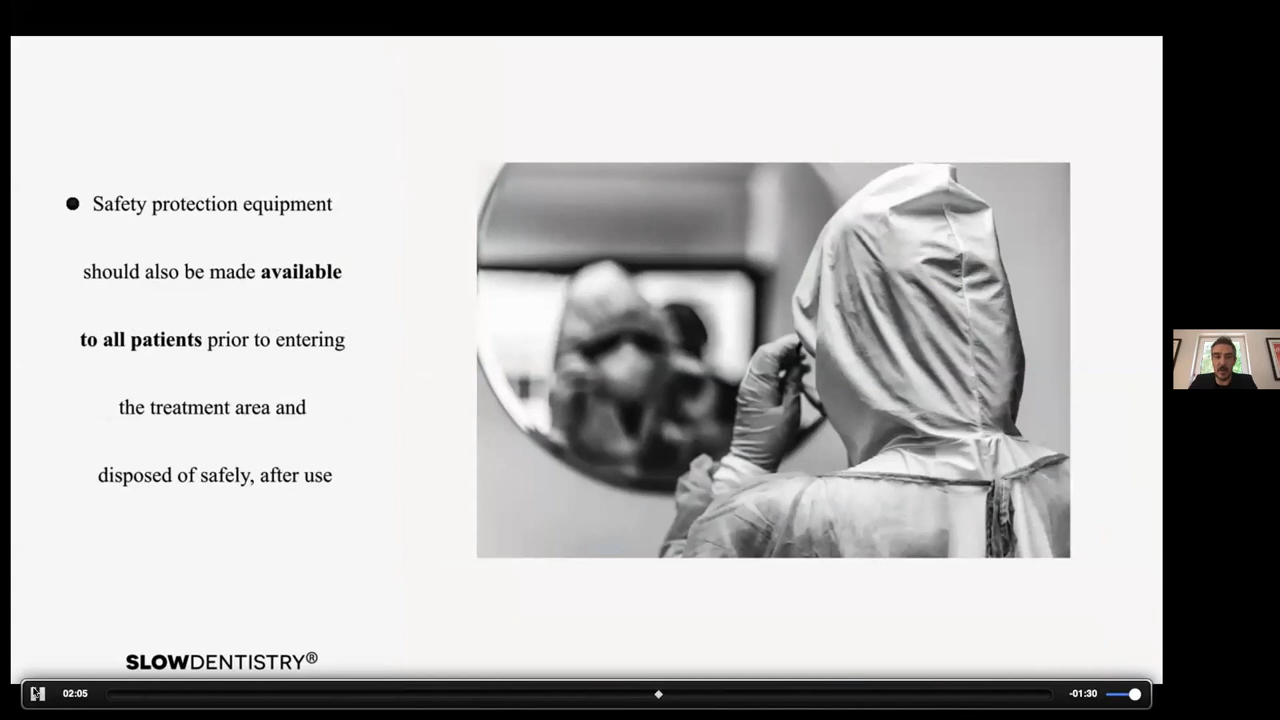 Safety protection equipment
should also be made available
to all patients prior to entering
the treatment area and
disposed of safely, after use
SLOWDENTISTRY®
02:05
-01:30